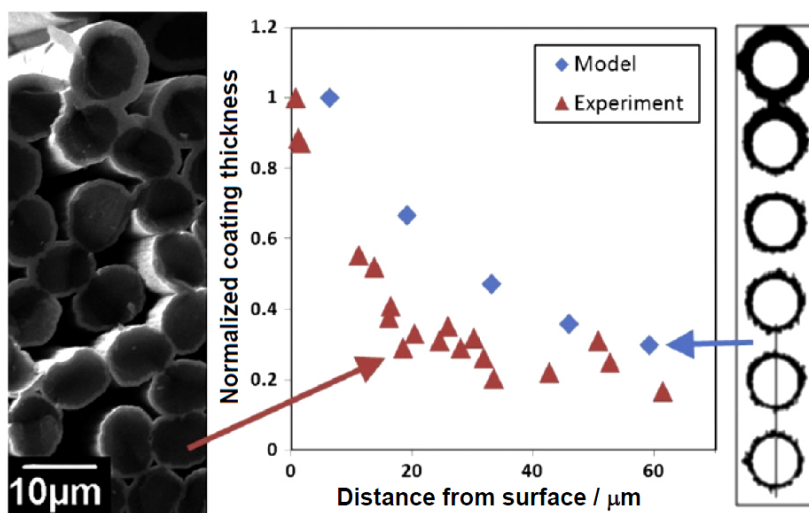 10μm
Normalized coating thickness
1.2
1
0.8
0.6
0.4
0.2
0
Model
Experiment
0 20 40 60
Distance from surface / μm